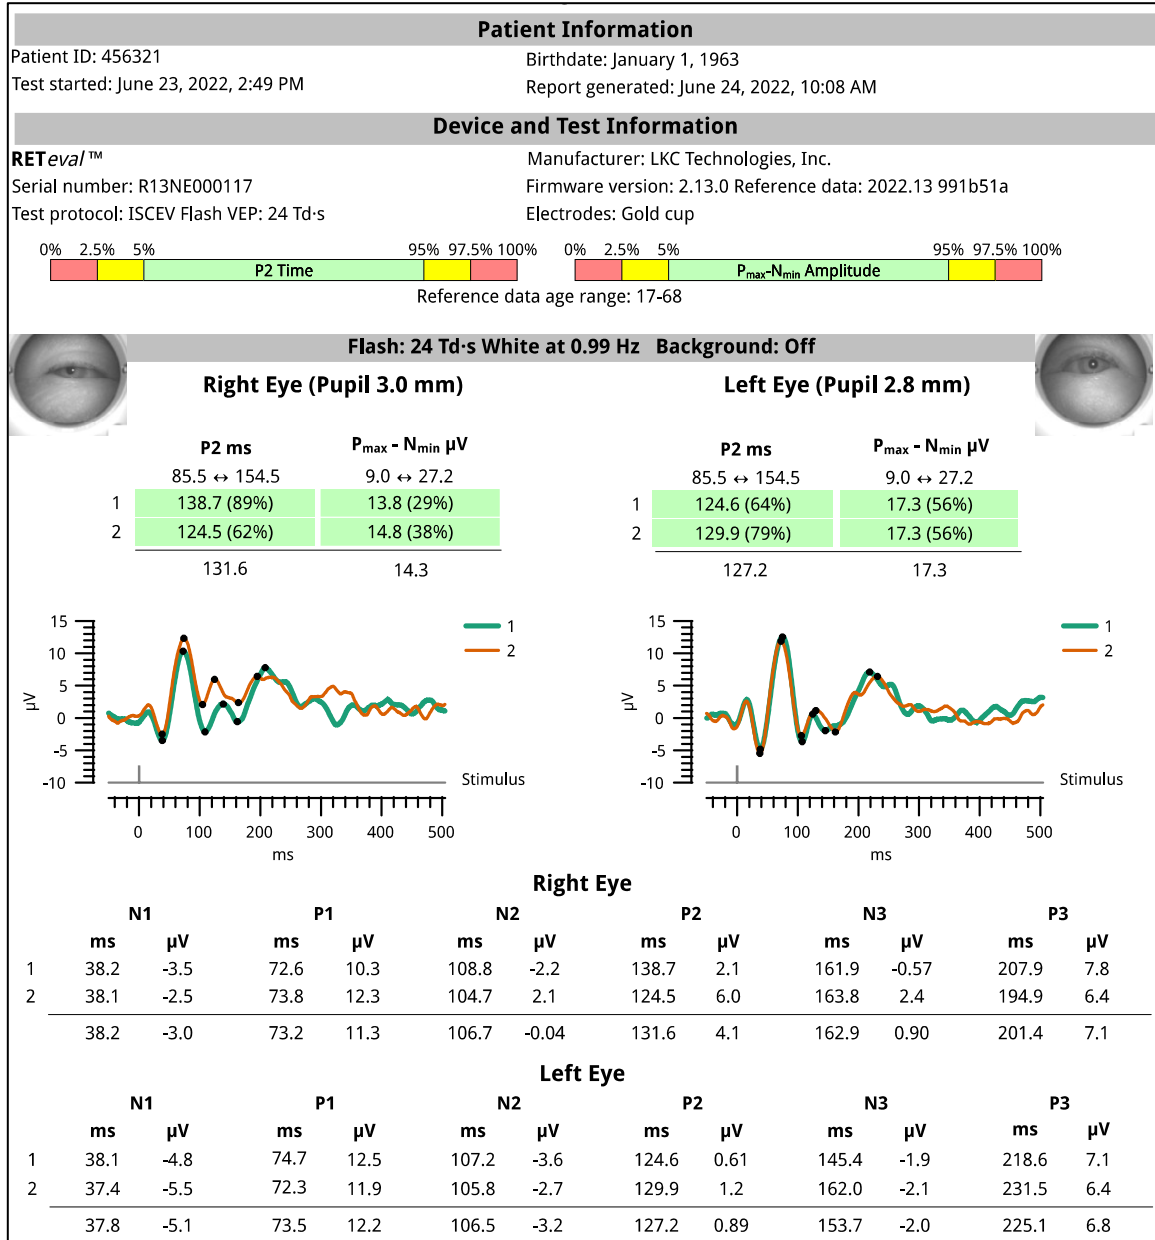 Patient Information
Patient ID: 456321 Birthdate: January 1, 1963
Test started: June 23, 2022, 2:49 PM Report generated: June 24, 2022, 10:08 AM
Device and Test Information
RETeval™ Manufacturer: LKC Technologies, Inc.
Serial number: R13NE000117 Firmware version: 2.13.0 Reference data: 2022.13 991b51a
Test protocol: ISCEV Flash VEP: 24 Td·s Electrodes: Gold cup
0% 2.5% 5% 95% 97.5% 100% 0% 2.5% 5% 95% 97.5% 100%
P2 Time Pmax-Nmin Amplitude
Reference data age range: 17-68
Flash: 24 Td·s White at 0.99 Hz Background: Off
Right Eye (Pupil 3.0 mm) Left Eye (Pupil 2.8 mm)
P2 ms Pmax - Nmin µV P2 ms Pmax - Nmin µV
85.5 ↔ 154.5 9.0 ↔ 27.2 85.5 ↔ 154.5 9.0 ↔ 27.2
1 138.7 (89%) 13.8 (29%) 1 124.6 (64%) 17.3 (56%)
2 124.5 (62%) 14.8 (38%) 2 129.9 (79%) 17.3 (56%)
131.6 14.3 127.2 17.3
15 1 15 1
10 2 10 2
5 5
µV 0 µV 0
-5 -5
-10 Stimulus -10 Stimulus
0 100 200 300 400 500 0 100 200 300 400 500
ms ms
Right Eye
N1 P1 N2 P2 N3 P3
ms µV ms µV ms µV ms µV ms µV ms µV
1 38.2 -3.5 72.6 10.3 108.8 -2.2 138.7 2.1 161.9 -0.57 207.9 7.8
2 38.1 -2.5 73.8 12.3 104.7 2.1 124.5 6.0 163.8 2.4 194.9 6.4
38.2 -3.0 73.2 11.3 106.7 -0.04 131.6 4.1 162.9 0.90 201.4 7.1
Left Eye
N1 P1 N2 P2 N3 P3
ms µV ms µV ms µV ms µV ms µV ms µV
1 38.1 -4.8 74.7 12.5 107.2 -3.6 124.6 0.61 145.4 -1.9 218.6 7.1
2 37.4 -5.5 72.3 11.9 105.8 -2.7 129.9 1.2 162.0 -2.1 231.5 6.4
37.8 -5.1 73.5 12.2 106.5 -3.2 127.2 0.89 153.7 -2.0 225.1 6.8